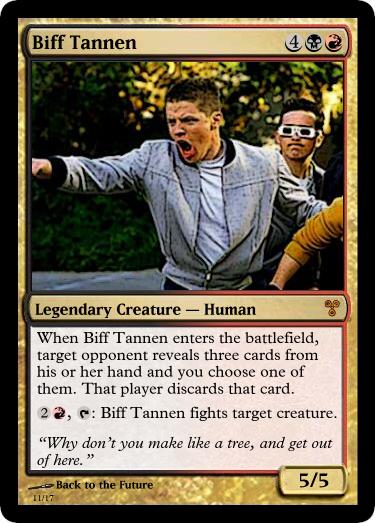 Biff Tannen 4
Legendary Creature — Human
When Biff Tannen enters the battlefield,
target opponent reveals three cards from
his or her hand and you choose one of
them. That player discards that card.
2 , : Biff Tannen fights target creature.
“Why don't you make like a tree, and get out
of here.”
5/5
Back to the Future
11/17